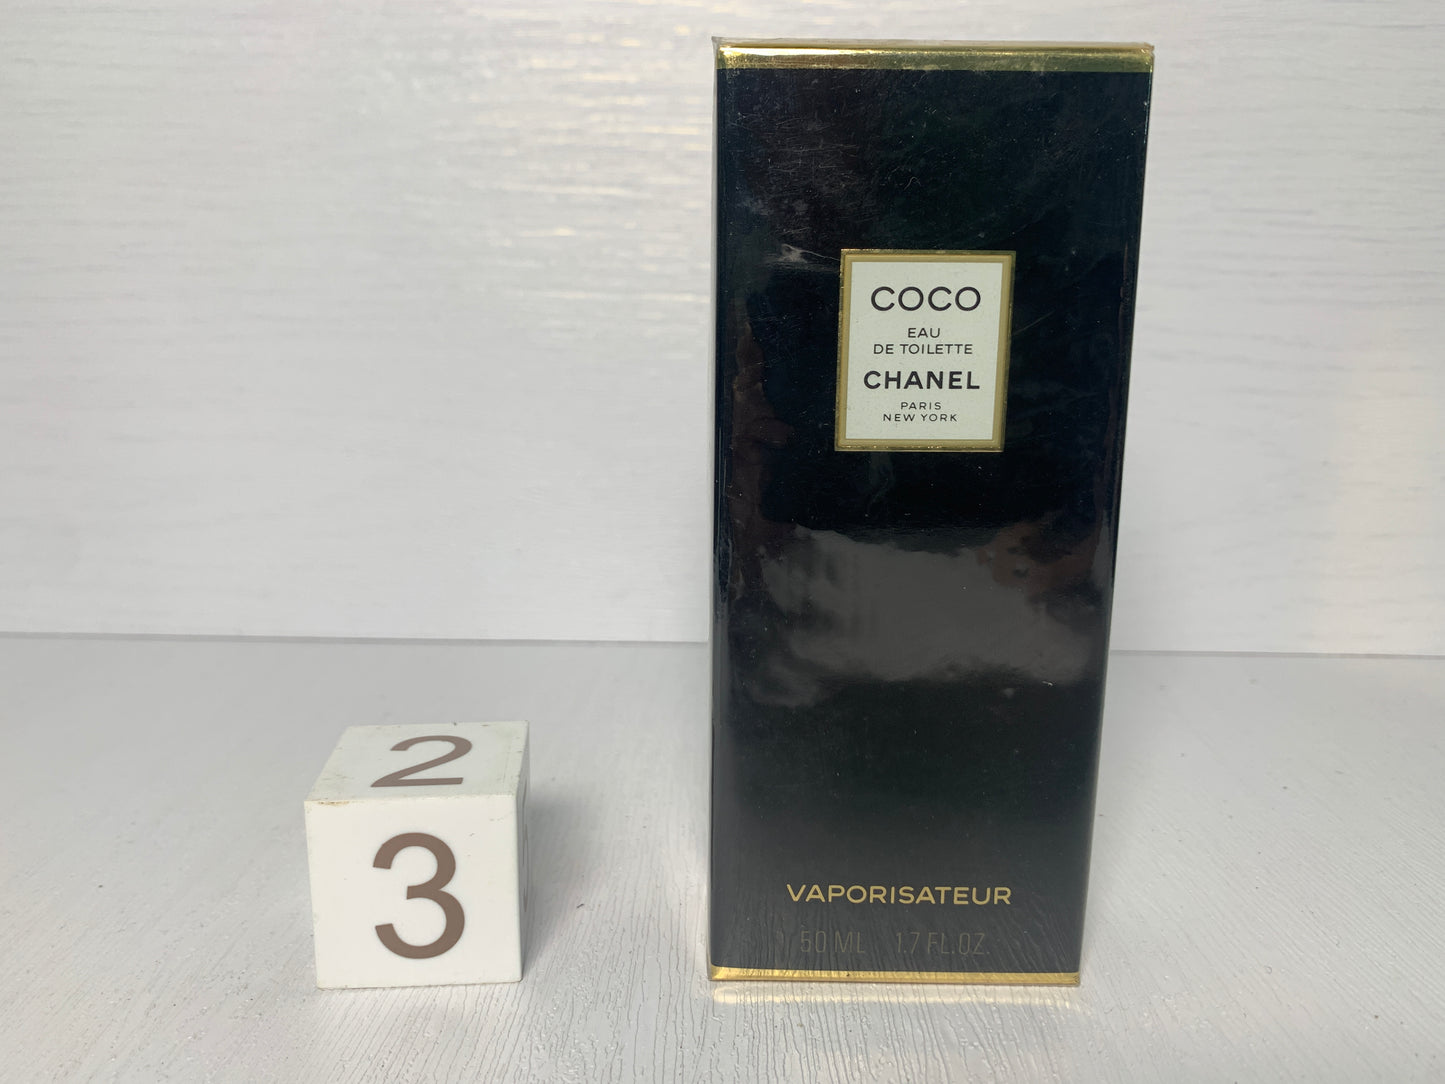 2
3
COCO
EAU
DE TOILETTE
CHANEL
PARIS
NEW YORK
VAPORISATEUR
50 ML 1.7 FL.OZ.